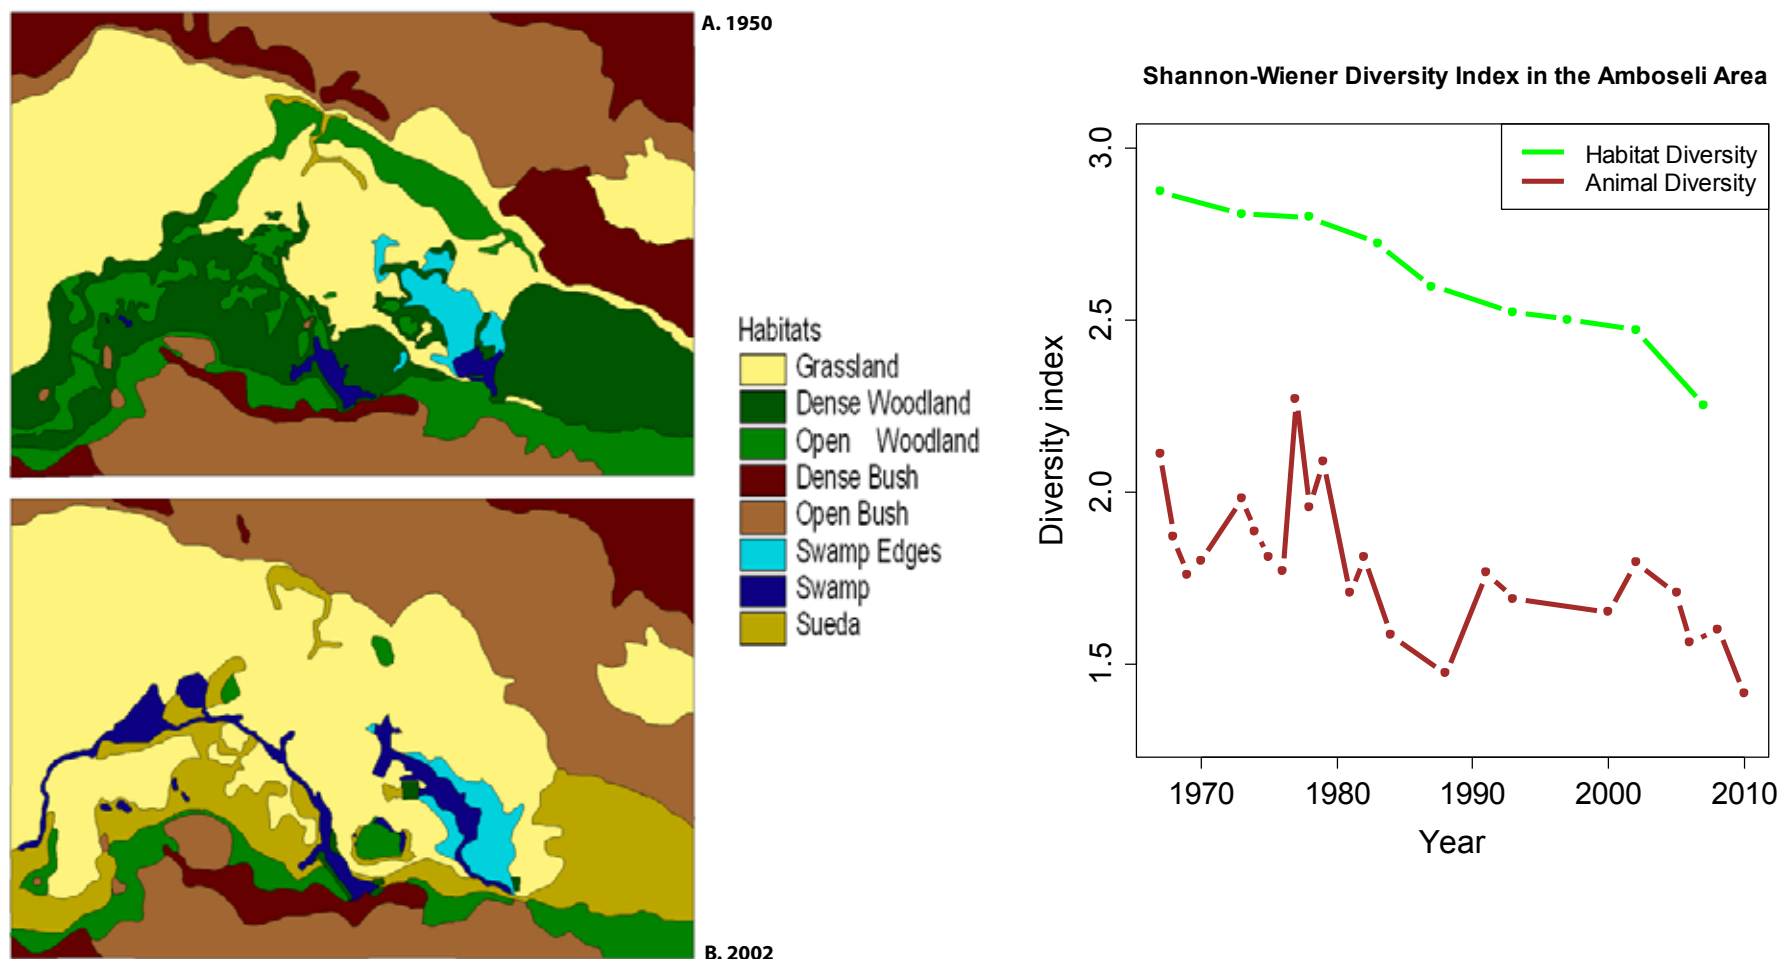 A. 1950
Habitats
Grassland
Dense Woodland
Open Woodland
Dense Bush
Open Bush
Swamp Edges
Swamp
Sueda
B. 2002
Shannon-Wiener Diversity Index in the Amboseli Area
Habitat Diversity
Animal Diversity
Diversity index
3.0
2.5
2.0
1.5
1970 1980 1990 2000 2010
Year